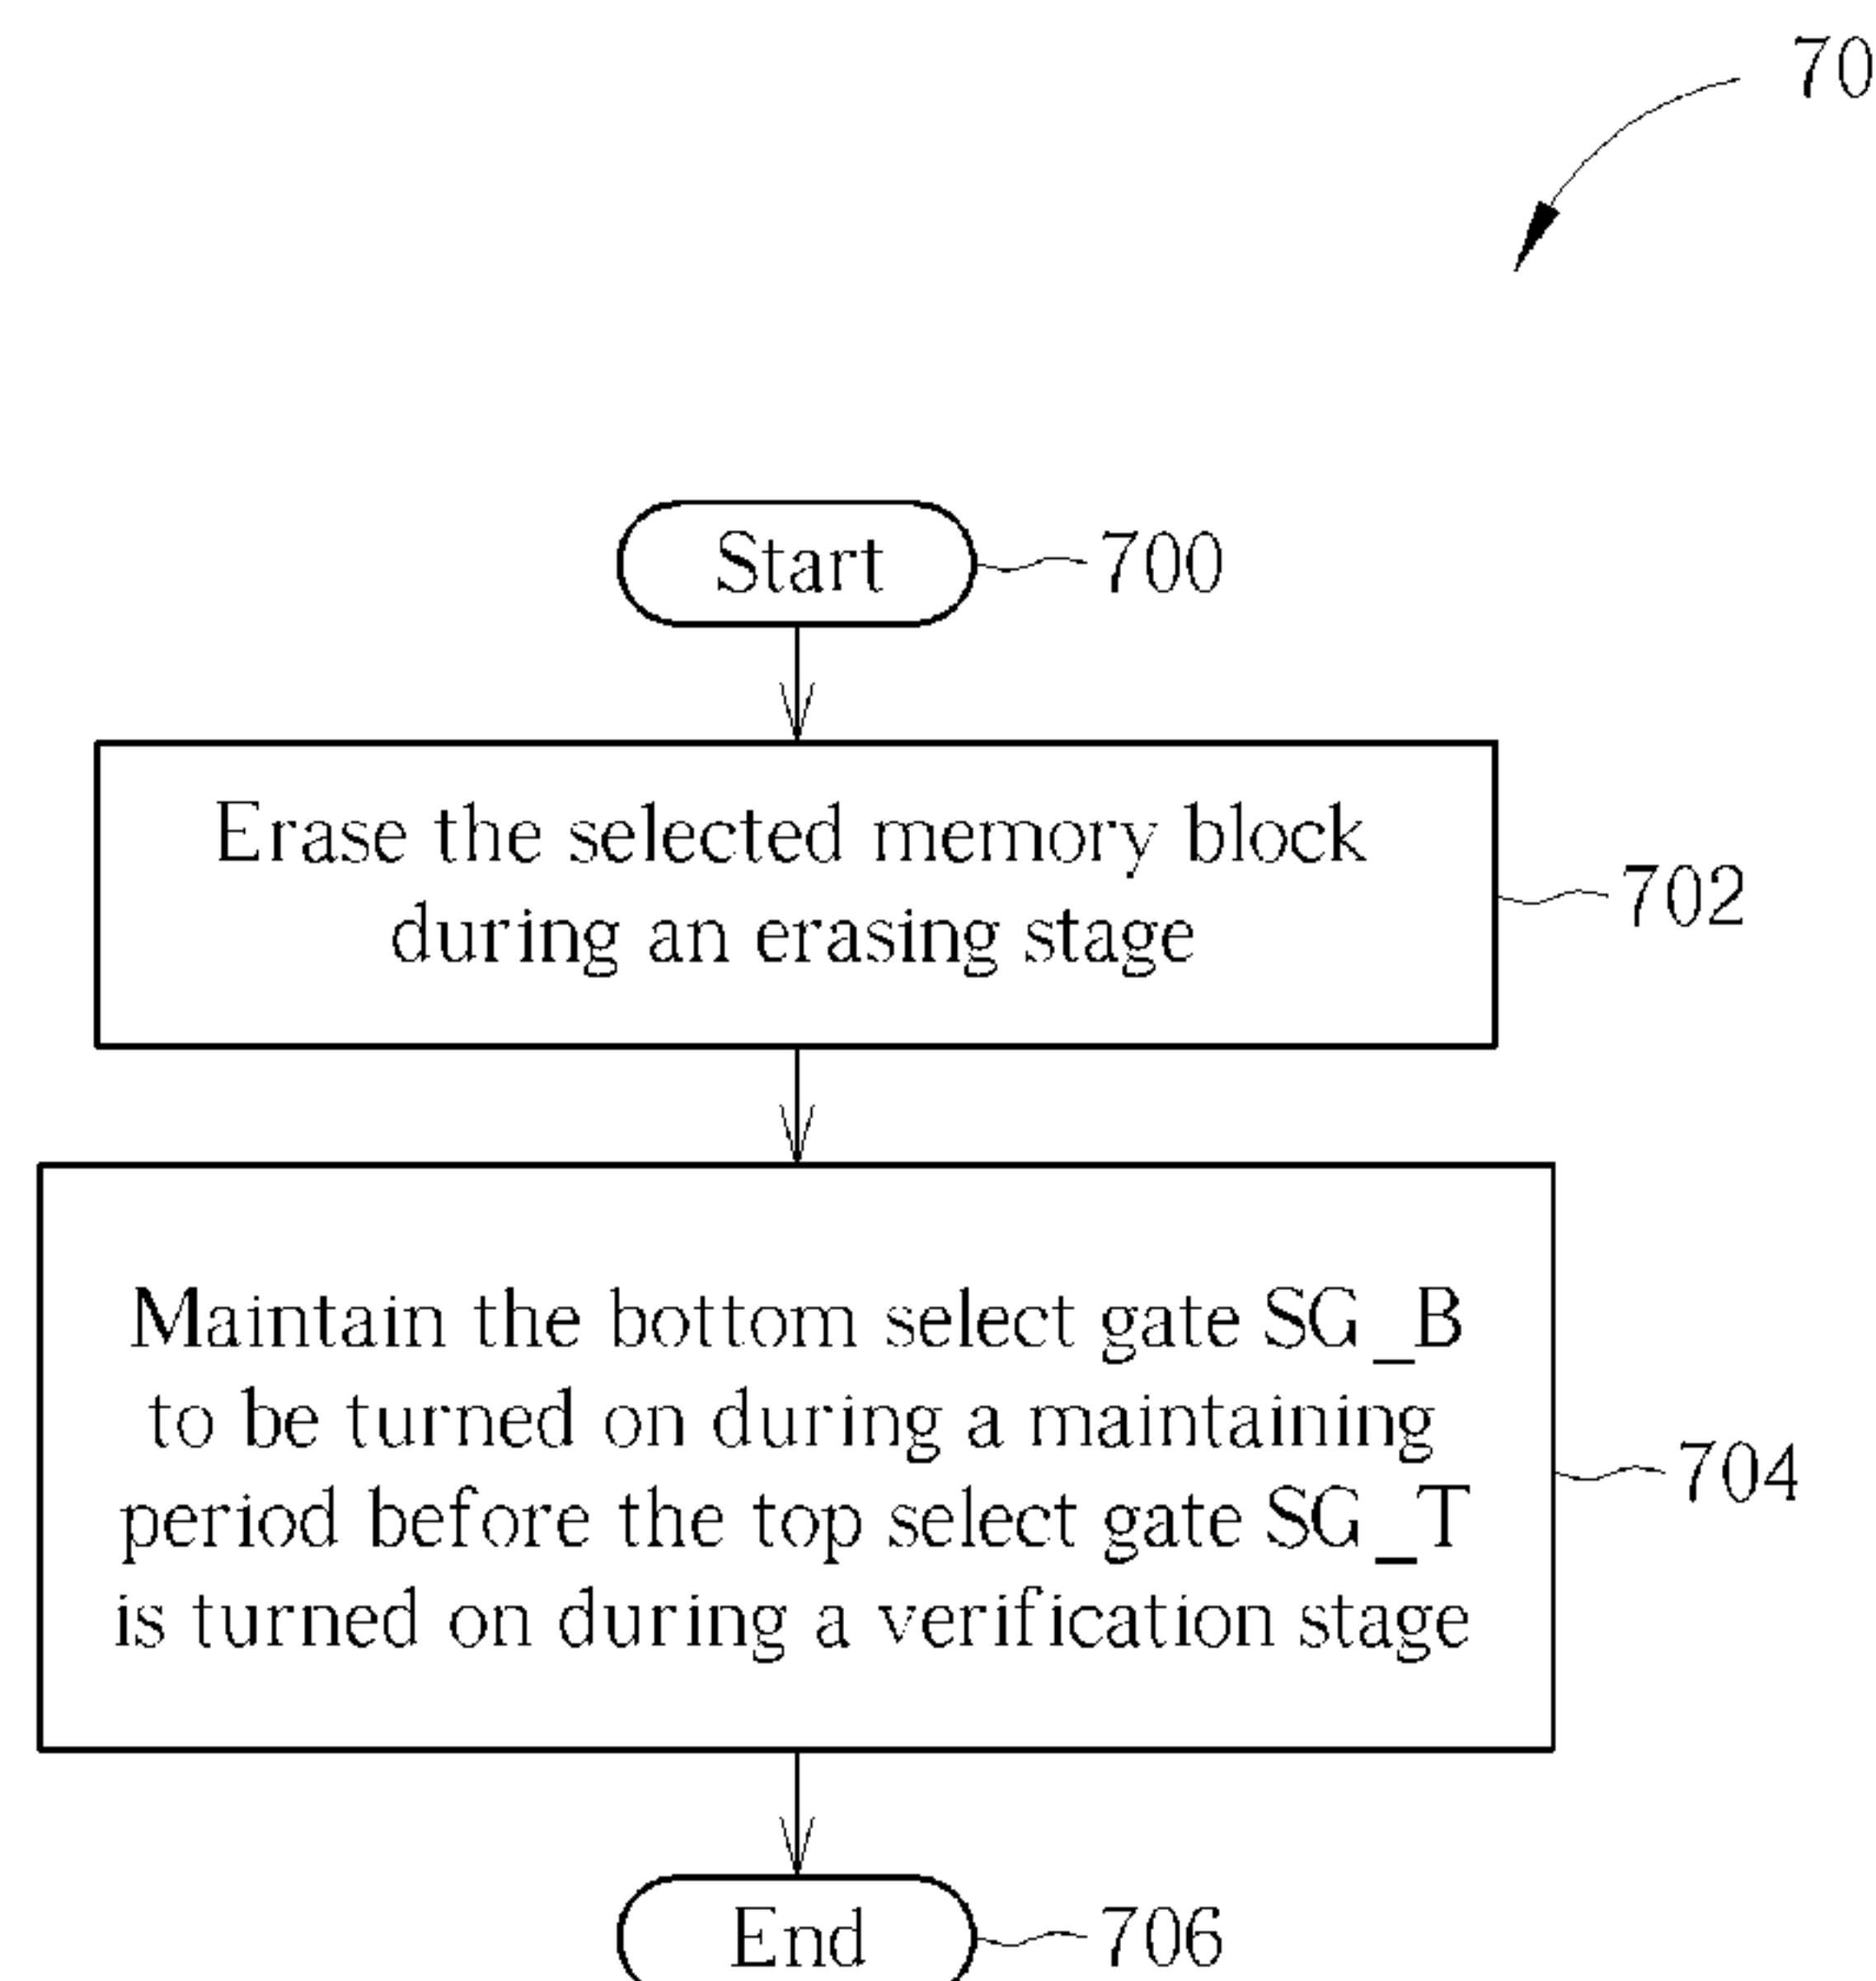 70
Start
700
Erase the selected memory block
during an erasing stage
702
Maintain the bottom select gate SG_B
to be turned on during a maintaining
period before the top select gate SG_T
is turned on during a verification stage
704
End
706